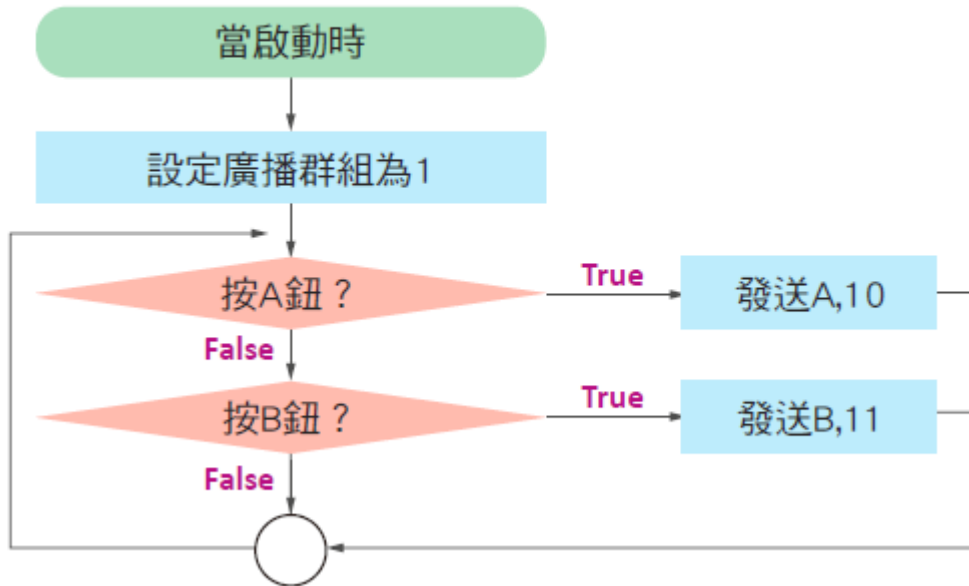 當啟動時
設定廣播群組為1
按A鈕？
True
發送A,10
False
按B鈕？
True
發送B,11
False